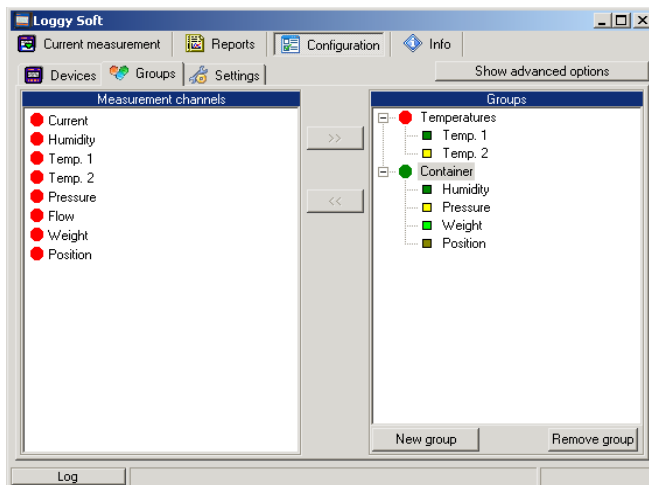 Loggy Soft
Current measurement Reports Configuration Info
Devices Groups Settings Show advanced options
Measurement channels
Current
Humidity
Temp. 1
Temp. 2
Pressure
Flow
Weight
Position
>>
<<
Groups
Temperatures
Temp. 1
Temp. 2
Container
Humidity
Pressure
Weight
Position
New group Remove group
Log